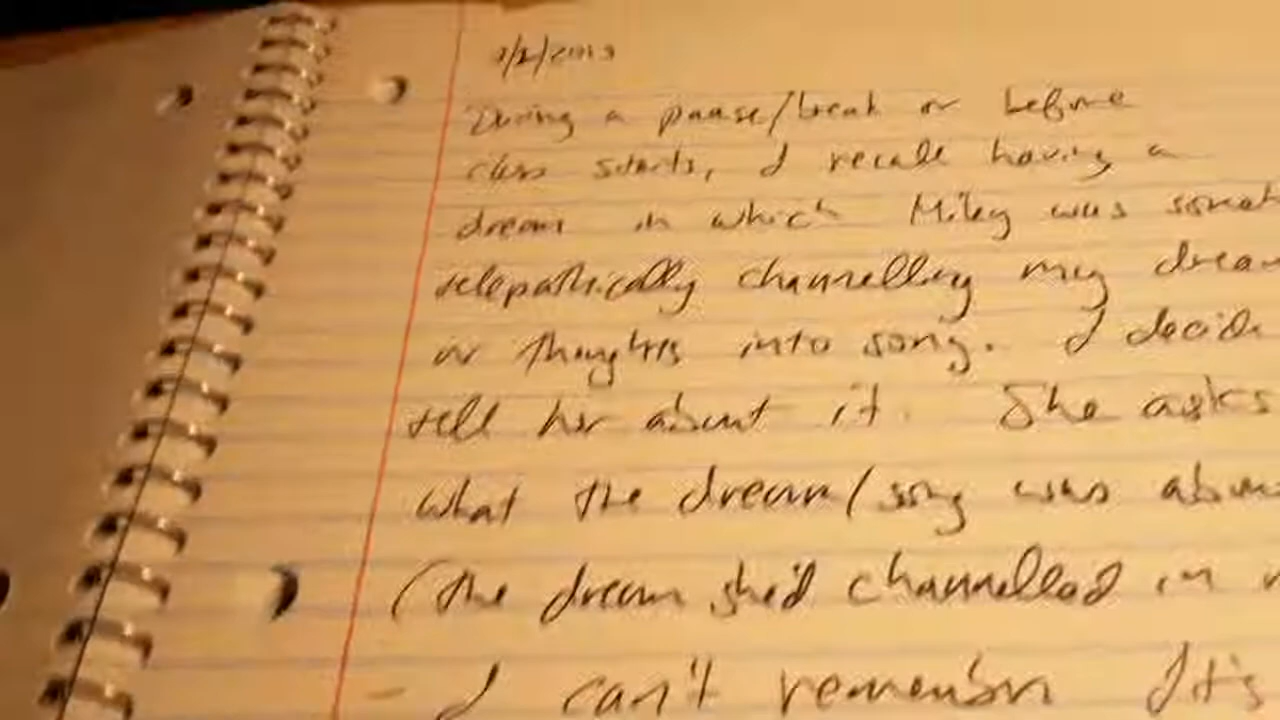 During a pause/break or before
class starts, I recall having a
dream in which Miley was
telepathically channelling my
or thoughts into song. I
tell her about it. She asks
what the dream/song was
(the dream she'd channelled in
- I can't remember It's